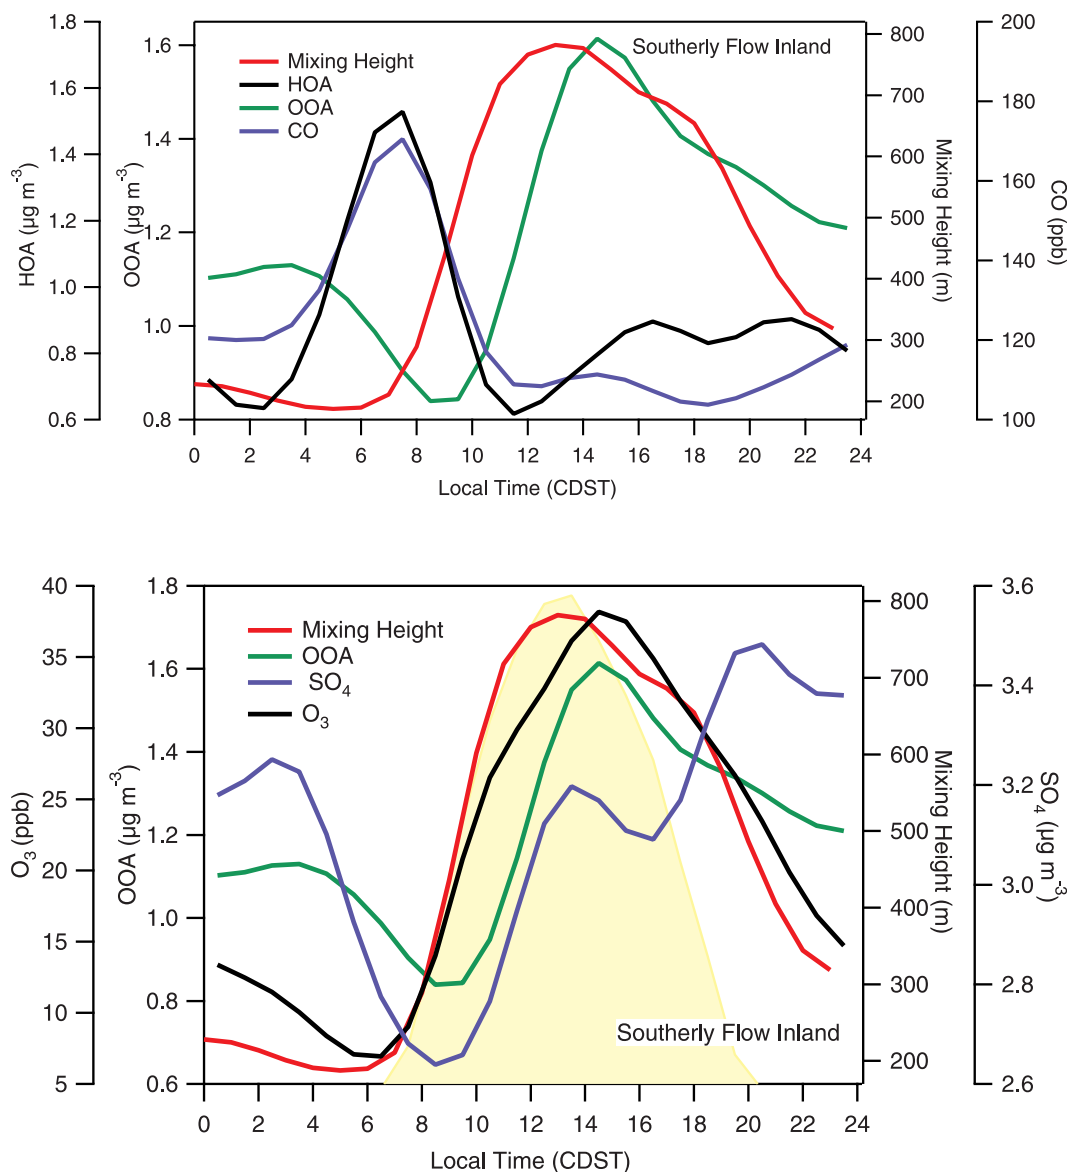 1.8
1.6
1.4
1.2
1.0
0.8
0.6
HOA (µg m-3)
1.6
1.4
1.2
1.0
0.8
OOA (µg m-3)
Southerly Flow Inland
Mixing Height
HOA
OOA
CO
800
700
600
500
400
300
200
Mixing Height (m)
200
180
160
140
120
100
CO (ppb)
0 2 4 6 8 10 12 14 16 18 20 22 24
Local Time (CDST)
40
35
30
25
20
15
10
5
O3 (ppb)
1.8
1.6
1.4
1.2
1.0
0.8
0.6
OOA (µg m-3)
Mixing Height
OOA
SO4
O3
Southerly Flow Inland
800
700
600
500
400
300
200
Mixing Height (m)
3.6
3.4
3.2
3.0
2.8
2.6
SO4 (µg m-3)
0 2 4 6 8 10 12 14 16 18 20 22 24
Local Time (CDST)